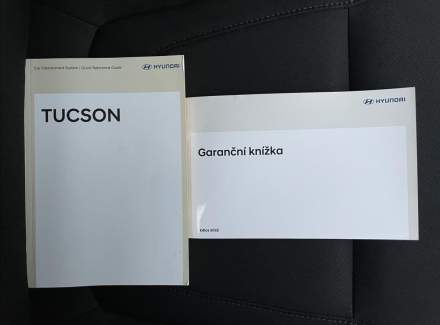 Car Infotainment System | Quick Reference Guide
HYUNDAI
TUCSON
HYUNDAI
Garanční knížka